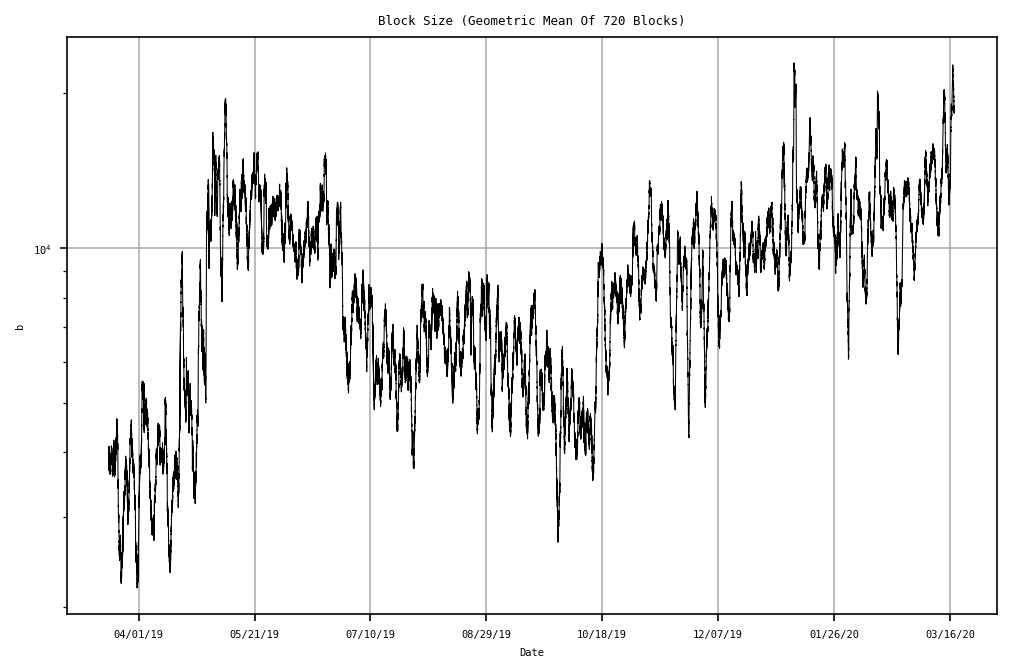 Block Size (Geometric Mean Of 720 Blocks)
10⁴
b
04/01/19 05/21/19 07/10/19 08/29/19 10/18/19 12/07/19 01/26/20 03/16/20
Date